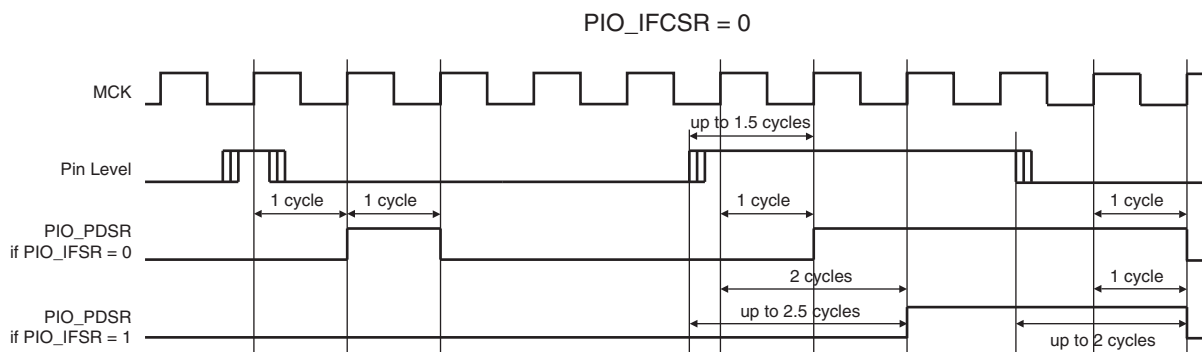 PIO_IFCSR = 0
MCK
up to 1.5 cycles
Pin Level
1 cycle
1 cycle
1 cycle
1 cycle
PIO_PDSR
if PIO_IFSR = 0
2 cycles
1 cycle
PIO_PDSR
if PIO_IFSR = 1
up to 2.5 cycles
up to 2 cycles